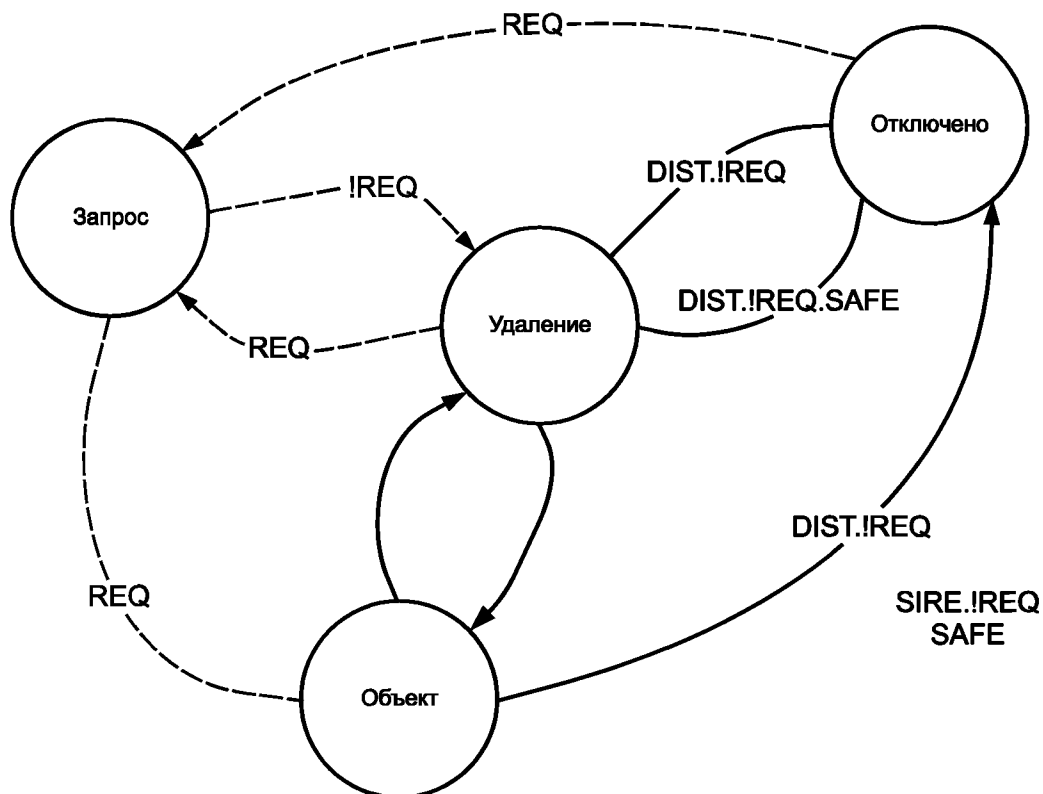 REQ
Отключено
DIST.!REQ
!REQ
Запрос
DIST.!REQ.SAFE
Удаление
REQ
DIST.!REQ
REQ
SIRE.!REQ
SAFE
Объект